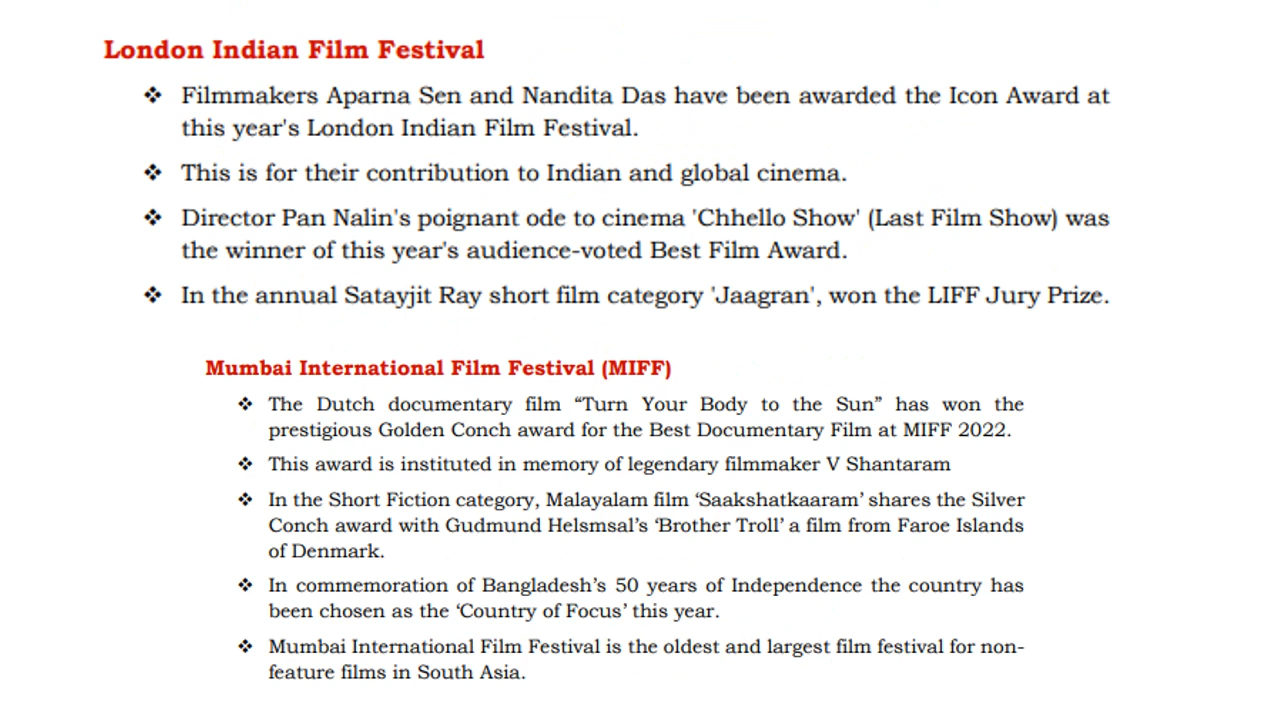 London Indian Film Festival
❖ Filmmakers Aparna Sen and Nandita Das have been awarded the Icon Award at
this year's London Indian Film Festival.
❖ This is for their contribution to Indian and global cinema.
❖ Director Pan Nalin's poignant ode to cinema 'Chhello Show' (Last Film Show) was
the winner of this year's audience-voted Best Film Award.
❖ In the annual Satayjit Ray short film category 'Jaagran', won the LIFF Jury Prize.
Mumbai International Film Festival (MIFF)
❖ The Dutch documentary film “Turn Your Body to the Sun” has won the
prestigious Golden Conch award for the Best Documentary Film at MIFF 2022.
❖ This award is instituted in memory of legendary filmmaker V Shantaram
❖ In the Short Fiction category, Malayalam film ‘Saakshatkaaram’ shares the Silver
Conch award with Gudmund Helsmsal’s ‘Brother Troll’ a film from Faroe Islands
of Denmark.
❖ In commemoration of Bangladesh’s 50 years of Independence the country has
been chosen as the ‘Country of Focus’ this year.
❖ Mumbai International Film Festival is the oldest and largest film festival for non-
feature films in South Asia.